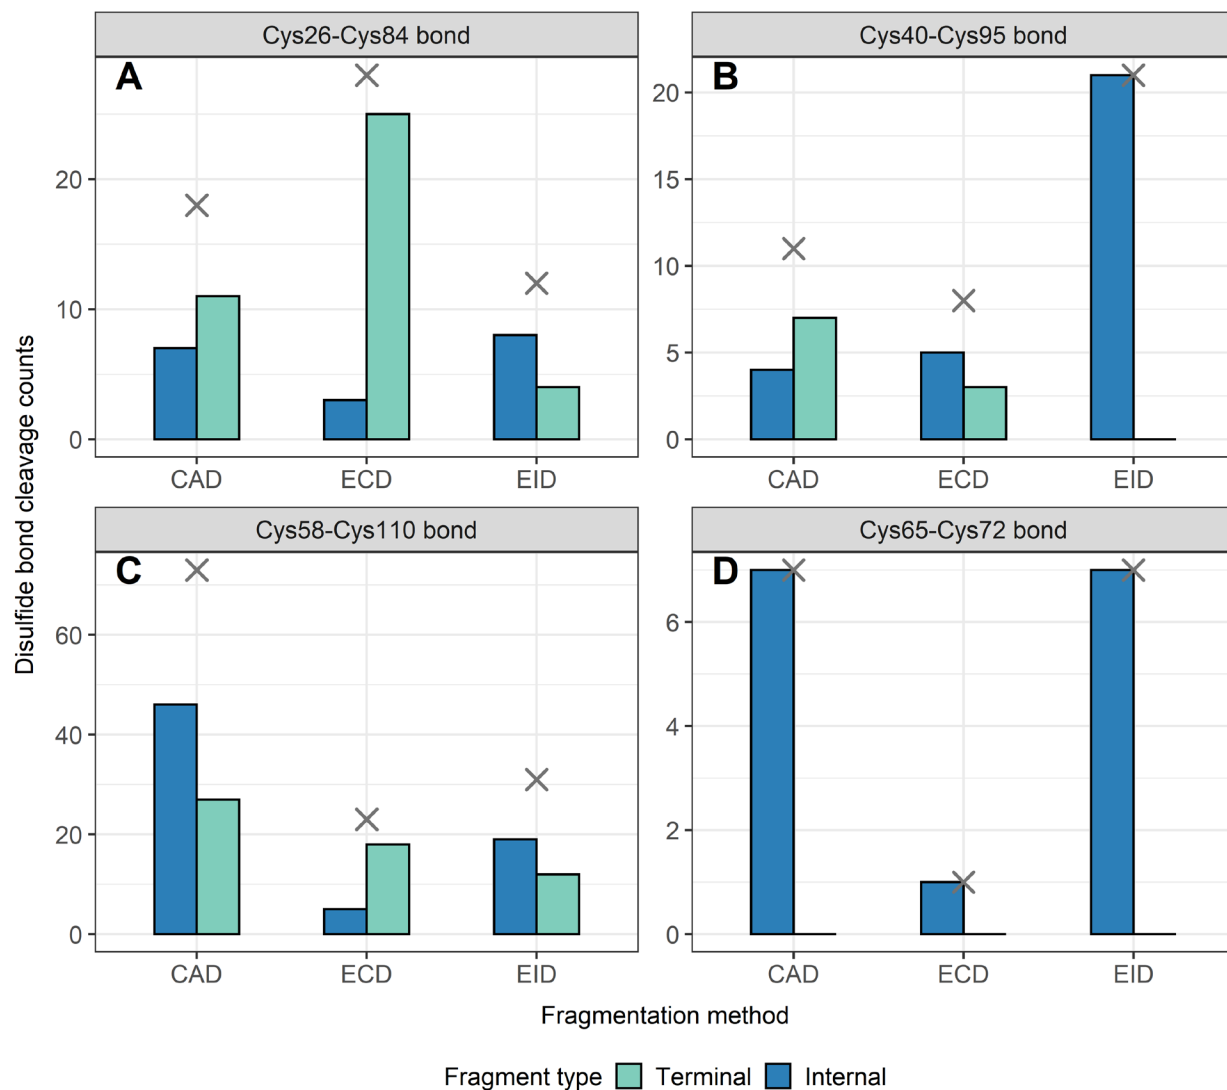 Cys26-Cys84 bond
Cys40-Cys95 bond
A
B
20
10
0
20
15
10
5
0
CAD ECD EID
CAD ECD EID
Disulfide bond cleavage counts
Cys58-Cys110 bond
Cys65-Cys72 bond
C
D
60
40
20
0
6
4
2
0
CAD ECD EID
CAD ECD EID
Fragmentation method
Fragment type Terminal Internal